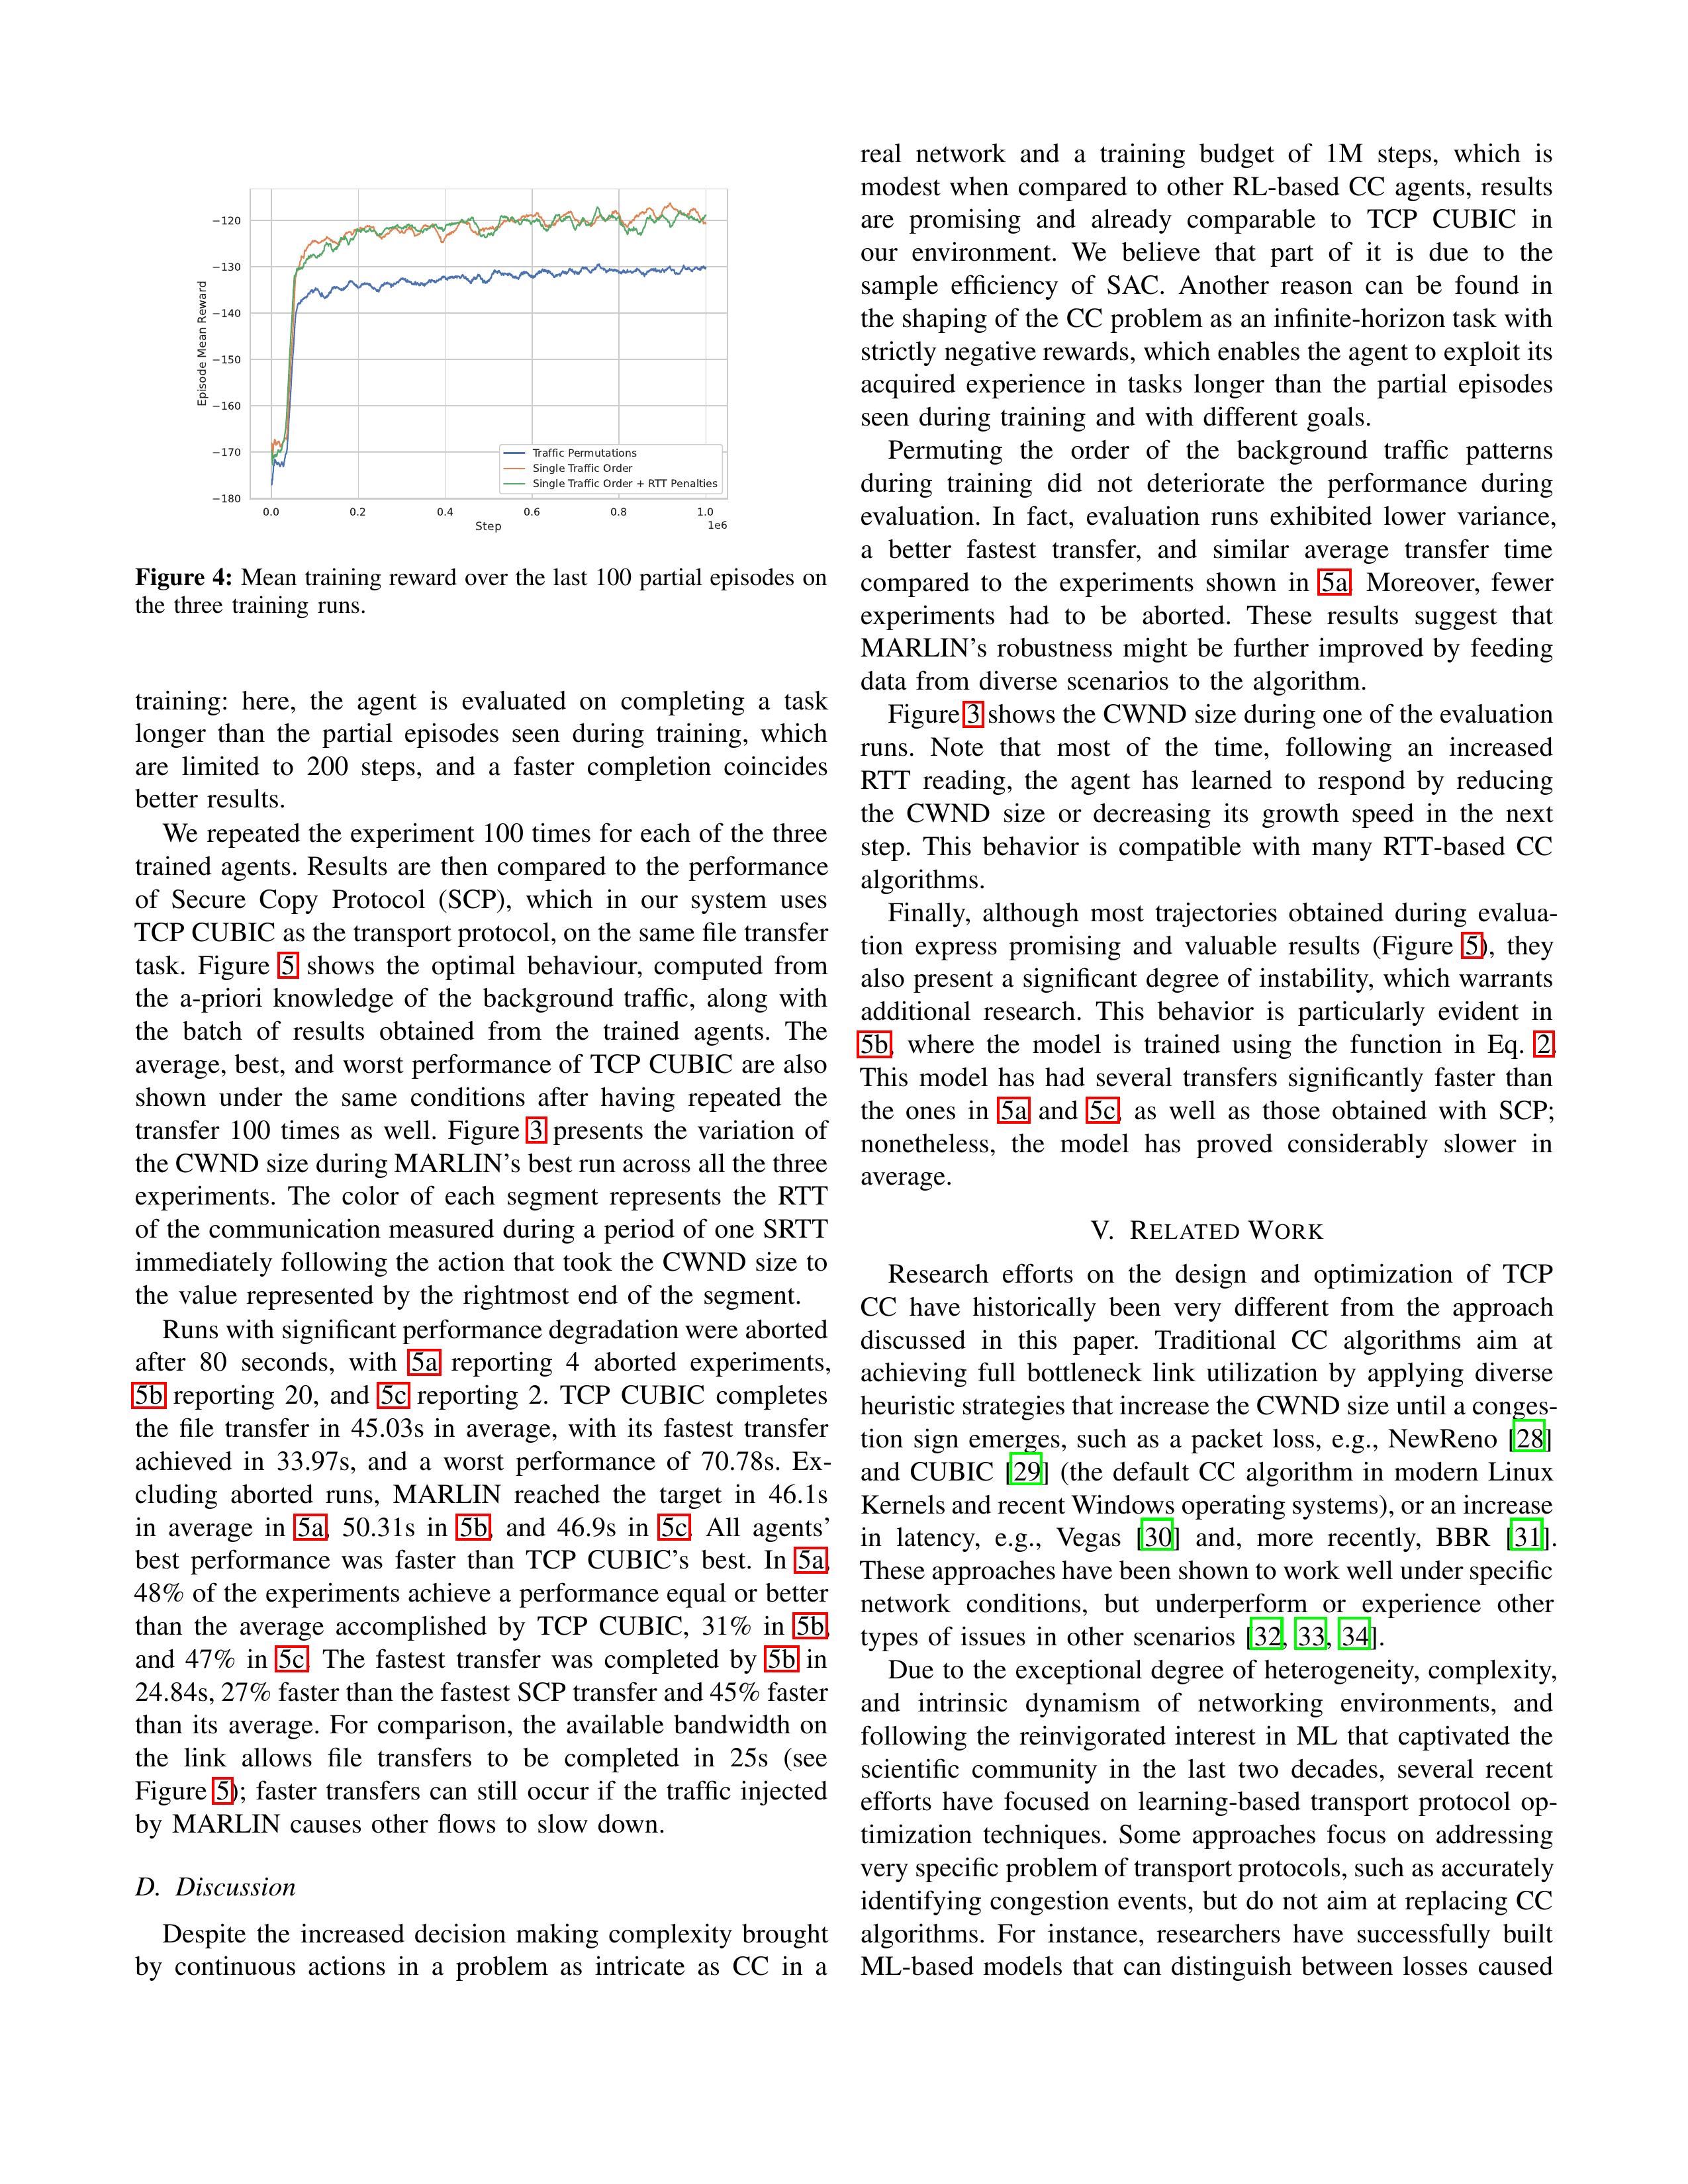 −120
−130
−140
−150
−160
−170
−180
Episode Mean Reward
0.0
0.2
0.4
0.6
0.8
1.0
1e6
Step
Traffic Permutations
Single Traffic Order
Single Traffic Order + RTT Penalties
Figure 4: Mean training reward over the last 100 partial episodes on
the three training runs.
training: here, the agent is evaluated on completing a task
longer than the partial episodes seen during training, which
are limited to 200 steps, and a faster completion coincides
better results.
We repeated the experiment 100 times for each of the three
trained agents. Results are then compared to the performance
of Secure Copy Protocol (SCP), which in our system uses
TCP CUBIC as the transport protocol, on the same file transfer
task. Figure 5 shows the optimal behaviour, computed from
the a-priori knowledge of the background traffic, along with
the batch of results obtained from the trained agents. The
average, best, and worst performance of TCP CUBIC are also
shown under the same conditions after having repeated the
transfer 100 times as well. Figure 3 presents the variation of
the CWND size during MARLIN's best run across all the three
experiments. The color of each segment represents the RTT
of the communication measured during a period of one SRTT
immediately following the action that took the CWND size to
the value represented by the rightmost end of the segment.
Runs with significant performance degradation were aborted
after 80 seconds, with 5a reporting 4 aborted experiments,
5b reporting 20, and 5c reporting 2. TCP CUBIC completes
the file transfer in 45.03s in average, with its fastest transfer
achieved in 33.97s, and a worst performance of 70.78s. Ex-
cluding aborted runs, MARLIN reached the target in 46.1s
in average in 5a, 50.31s in 5b, and 46.9s in 5c. All agents'
best performance was faster than TCP CUBIC's best. In 5a,
48% of the experiments achieve a performance equal or better
than the average accomplished by TCP CUBIC, 31% in 5b,
and 47% in 5c. The fastest transfer was completed by 5b in
24.84s, 27% faster than the fastest SCP transfer and 45% faster
than its average. For comparison, the available bandwidth on
the link allows file transfers to be completed in 25s (see
Figure 5); faster transfers can still occur if the traffic injected
by MARLIN causes other flows to slow down.
D. Discussion
Despite the increased decision making complexity brought
by continuous actions in a problem as intricate as CC in a
real network and a training budget of 1M steps, which is
modest when compared to other RL-based CC agents, results
are promising and already comparable to TCP CUBIC in
our environment. We believe that part of it is due to the
sample efficiency of SAC. Another reason can be found in
the shaping of the CC problem as an infinite-horizon task with
strictly negative rewards, which enables the agent to exploit its
acquired experience in tasks longer than the partial episodes
seen during training and with different goals.
Permuting the order of the background traffic patterns
during training did not deteriorate the performance during
evaluation. In fact, evaluation runs exhibited lower variance,
a better fastest transfer, and similar average transfer time
compared to the experiments shown in 5a. Moreover, fewer
experiments had to be aborted. These results suggest that
MARLIN's robustness might be further improved by feeding
data from diverse scenarios to the algorithm.
Figure 3 shows the CWND size during one of the evaluation
runs. Note that most of the time, following an increased
RTT reading, the agent has learned to respond by reducing
the CWND size or decreasing its growth speed in the next
step. This behavior is compatible with many RTT-based CC
algorithms.
Finally, although most trajectories obtained during evalua-
tion express promising and valuable results (Figure 5), they
also present a significant degree of instability, which warrants
additional research. This behavior is particularly evident in
5b, where the model is trained using the function in Eq. 2.
This model has had several transfers significantly faster than
the ones in 5a and 5c, as well as those obtained with SCP;
nonetheless, the model has proved considerably slower in
average.
V. RELATED WORK
Research efforts on the design and optimization of TCP
CC have historically been very different from the approach
discussed in this paper. Traditional CC algorithms aim at
achieving full bottleneck link utilization by applying diverse
heuristic strategies that increase the CWND size until a conges-
tion sign emerges, such as a packet loss, e.g., NewReno [28]
and CUBIC [29] (the default CC algorithm in modern Linux
Kernels and recent Windows operating systems), or an increase
in latency, e.g., Vegas [30] and, more recently, BBR [31].
These approaches have been shown to work well under specific
network conditions, but underperform or experience other
types of issues in other scenarios [32, 33, 34].
Due to the exceptional degree of heterogeneity, complexity,
and intrinsic dynamism of networking environments, and
following the reinvigorated interest in ML that captivated the
scientific community in the last two decades, several recent
efforts have focused on learning-based transport protocol op-
timization techniques. Some approaches focus on addressing
very specific problem of transport protocols, such as accurately
identifying congestion events, but do not aim at replacing CC
algorithms. For instance, researchers have successfully built
ML-based models that can distinguish between losses caused